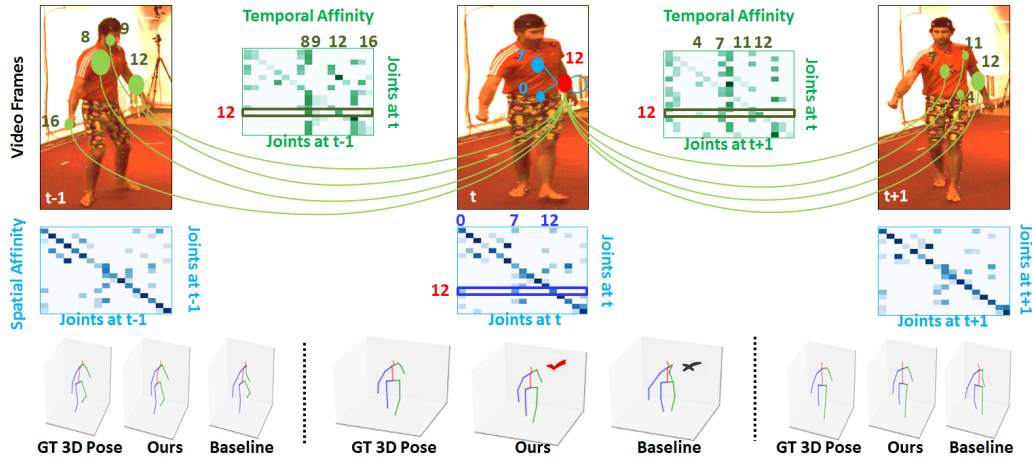 Temporal Affinity
Temporal Affinity
Video Frames
8
9
12
16
t-1
89 12 16
12
Joints at t
Joints at t-1
7
12
0
t
4 7 11 12
12
Joints at t
Joints at t+1
11
7
12
4
t+1
Spatial Affinity
Joints at t-1
Joints at t-1
0 7 12
12
Joints at t
Joints at t
Joints at t+1
Joints at t+1
GT 3D Pose Ours Baseline
GT 3D Pose Ours Baseline
GT 3D Pose Ours Baseline